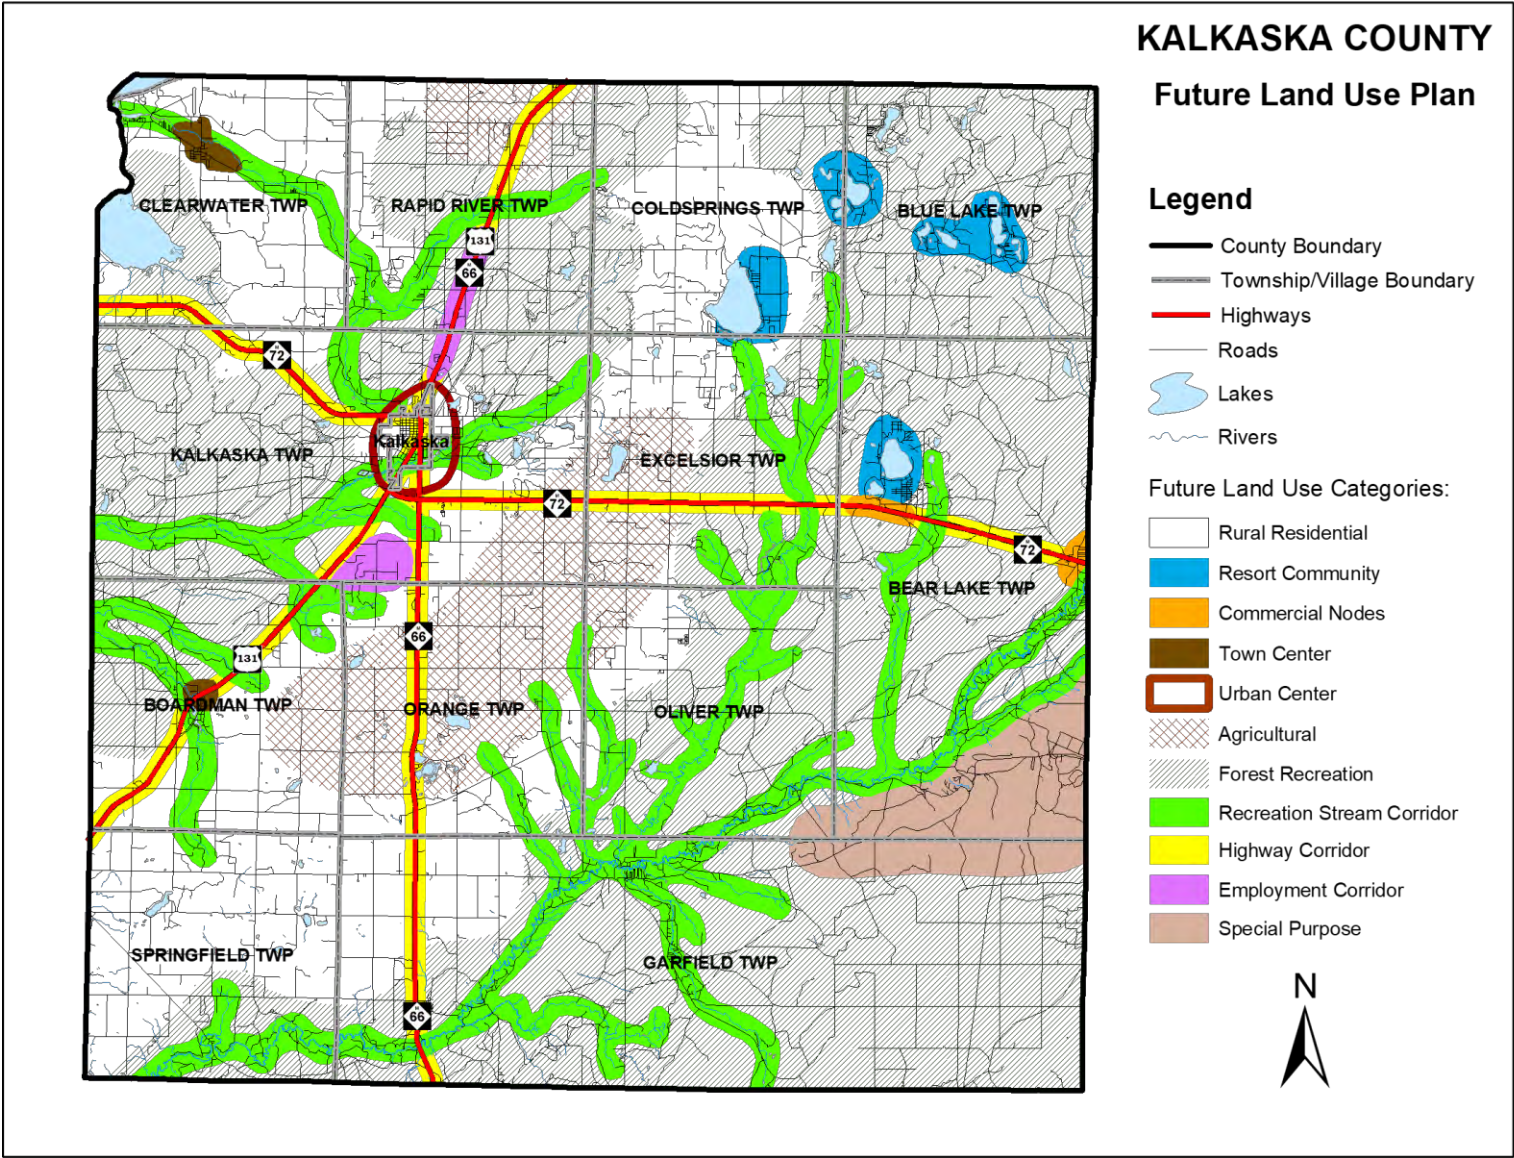 KALKASKA COUNTY
Future Land Use Plan
Legend
County Boundary
Township/Village Boundary
Highways
Roads
Lakes
Rivers
Future Land Use Categories:
Rural Residential
Resort Community
Commercial Nodes
Town Center
Urban Center
Agricultural
Forest Recreation
Recreation Stream Corridor
Highway Corridor
Employment Corridor
Special Purpose
N
CLEARWATER TWP
RAPID RIVER TWP
COLDSPRINGS TWP
BLUE LAKE TWP
131
M
66
M
72
Kalkaska
KALKASKA TWP
EXCELSIOR TWP
M
72
M
72
BEAR LAKE TWP
M
66
131
BOARDMAN TWP
ORANGE TWP
OLIVER TWP
SPRINGFIELD TWP
GARFIELD TWP
M
66